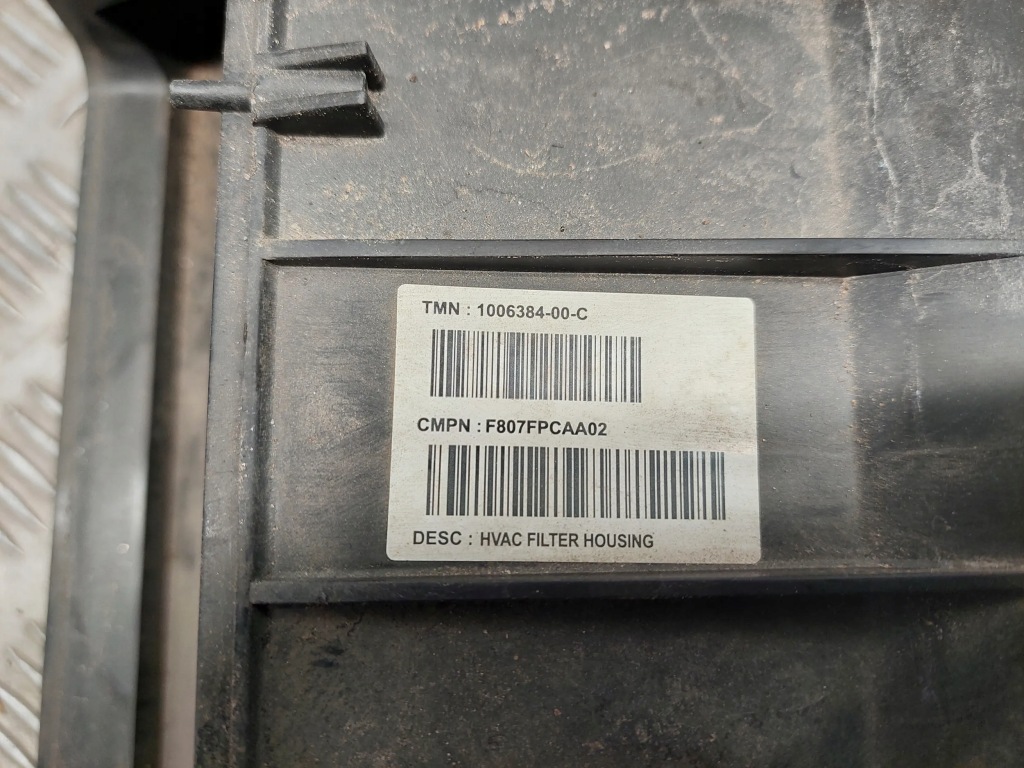 TMN : 1006384-00-C
CMPN : F807FPCAA02
DESC : HVAC FILTER HOUSING